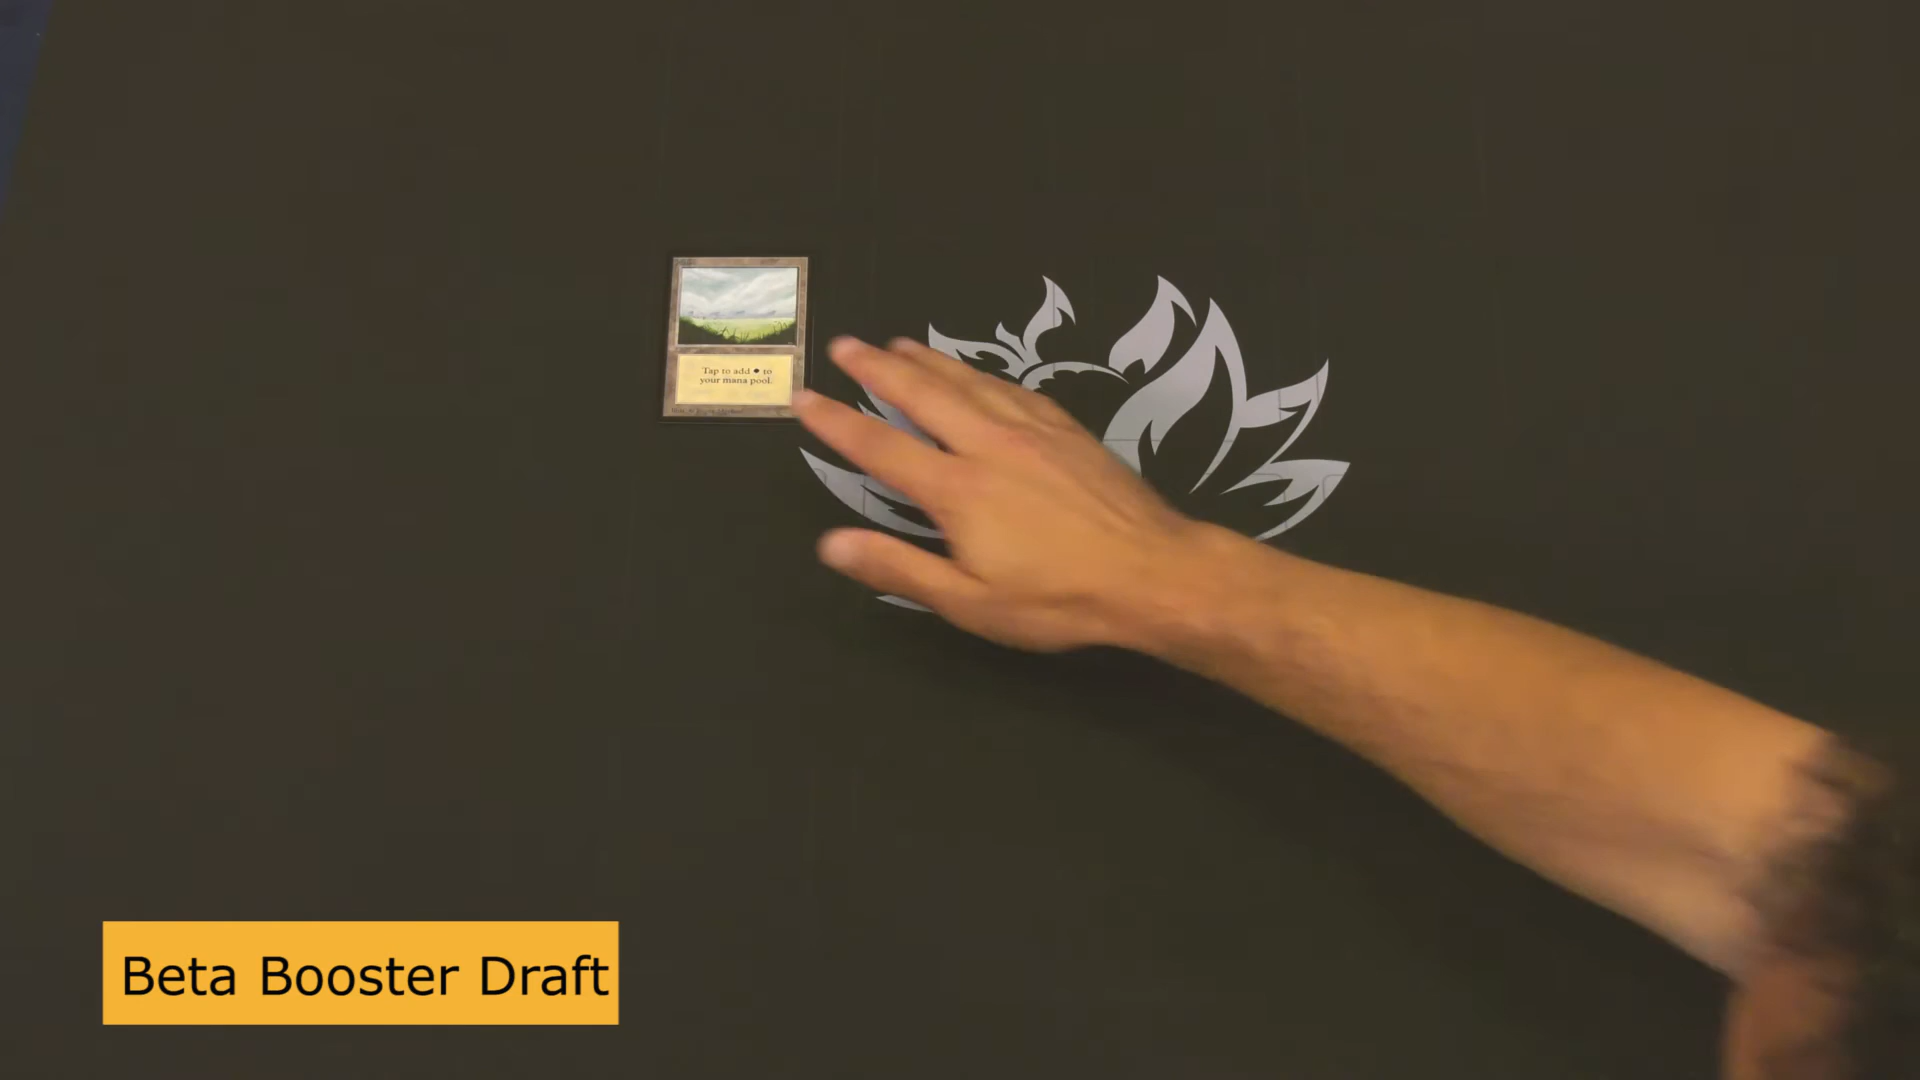 Tap to add to
your mana pool.
Beta Booster Draft